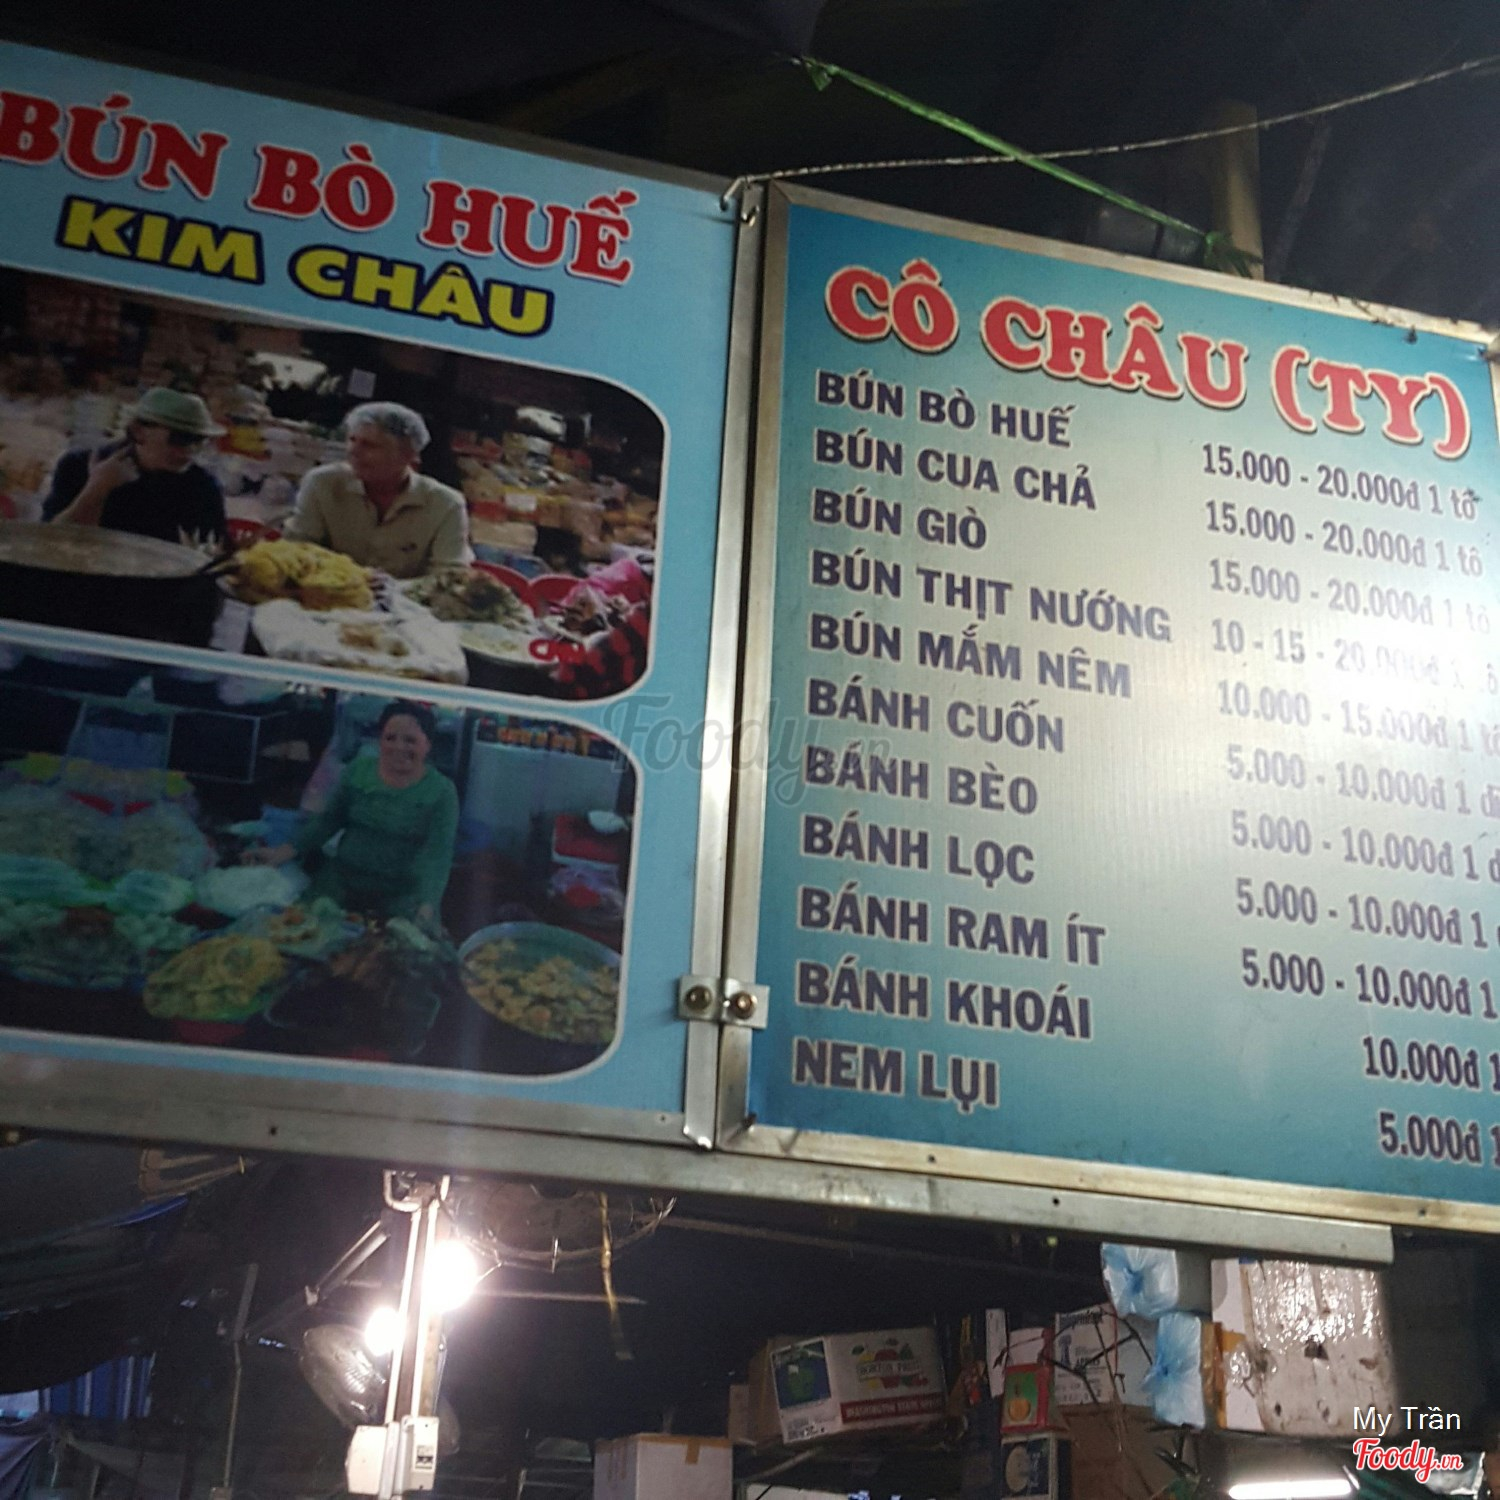 BÚN BÒ HUẾ
KIM CHÂU
CÔ CHÂU (TY)
BÚN BÒ HUẾ 15.000 - 20.000đ 1 tô
BÚN CUA CHẢ 15.000 - 20.000đ 1 tô
BÚN GIÒ 15.000 - 20.000đ 1 tô
BÚN THỊT NƯỚNG 10 - 15 - 20.000đ
BÚN MẮM NÊM 10.000 - 15.000đ 1 tô
BÁNH CUỐN 5.000 - 10.000đ 1
BÁNH BÈO 5.000 - 10.000đ 1
BÁNH LỌC 5.000 - 10.000đ 1
BÁNH RAM ÍT 5.000 - 10.000đ 1
BÁNH KHOÁI 10.000đ 1
NEM LỤI 5.000đ 1
Foody.vn
My Trần
Foody.vn